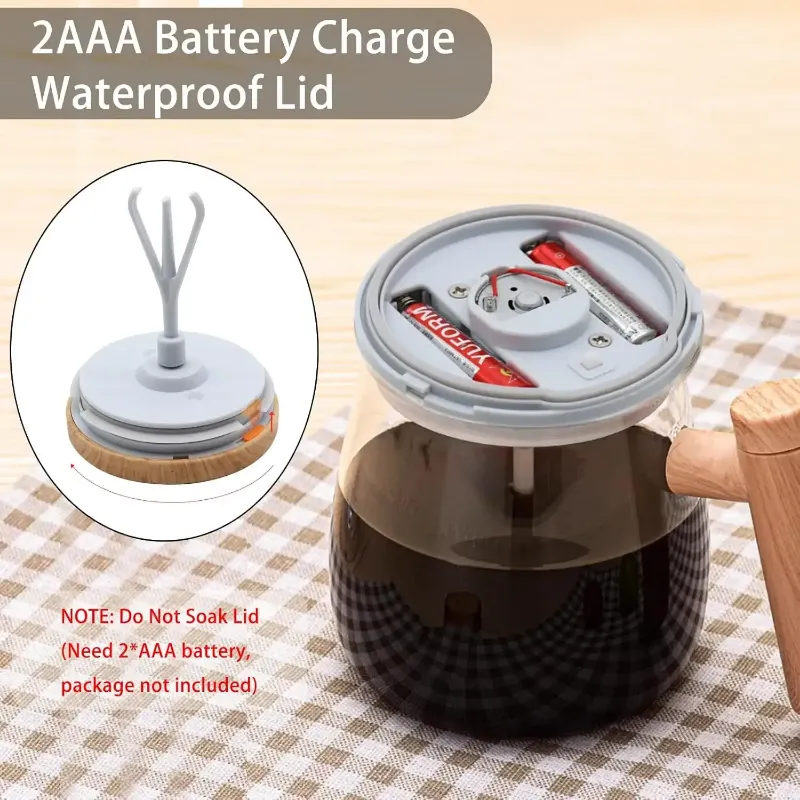 2AAA Battery Charge
Waterproof Lid
YUFORM
NOTE: Do Not Soak Lid
(Need 2*AAA battery,
package not included)